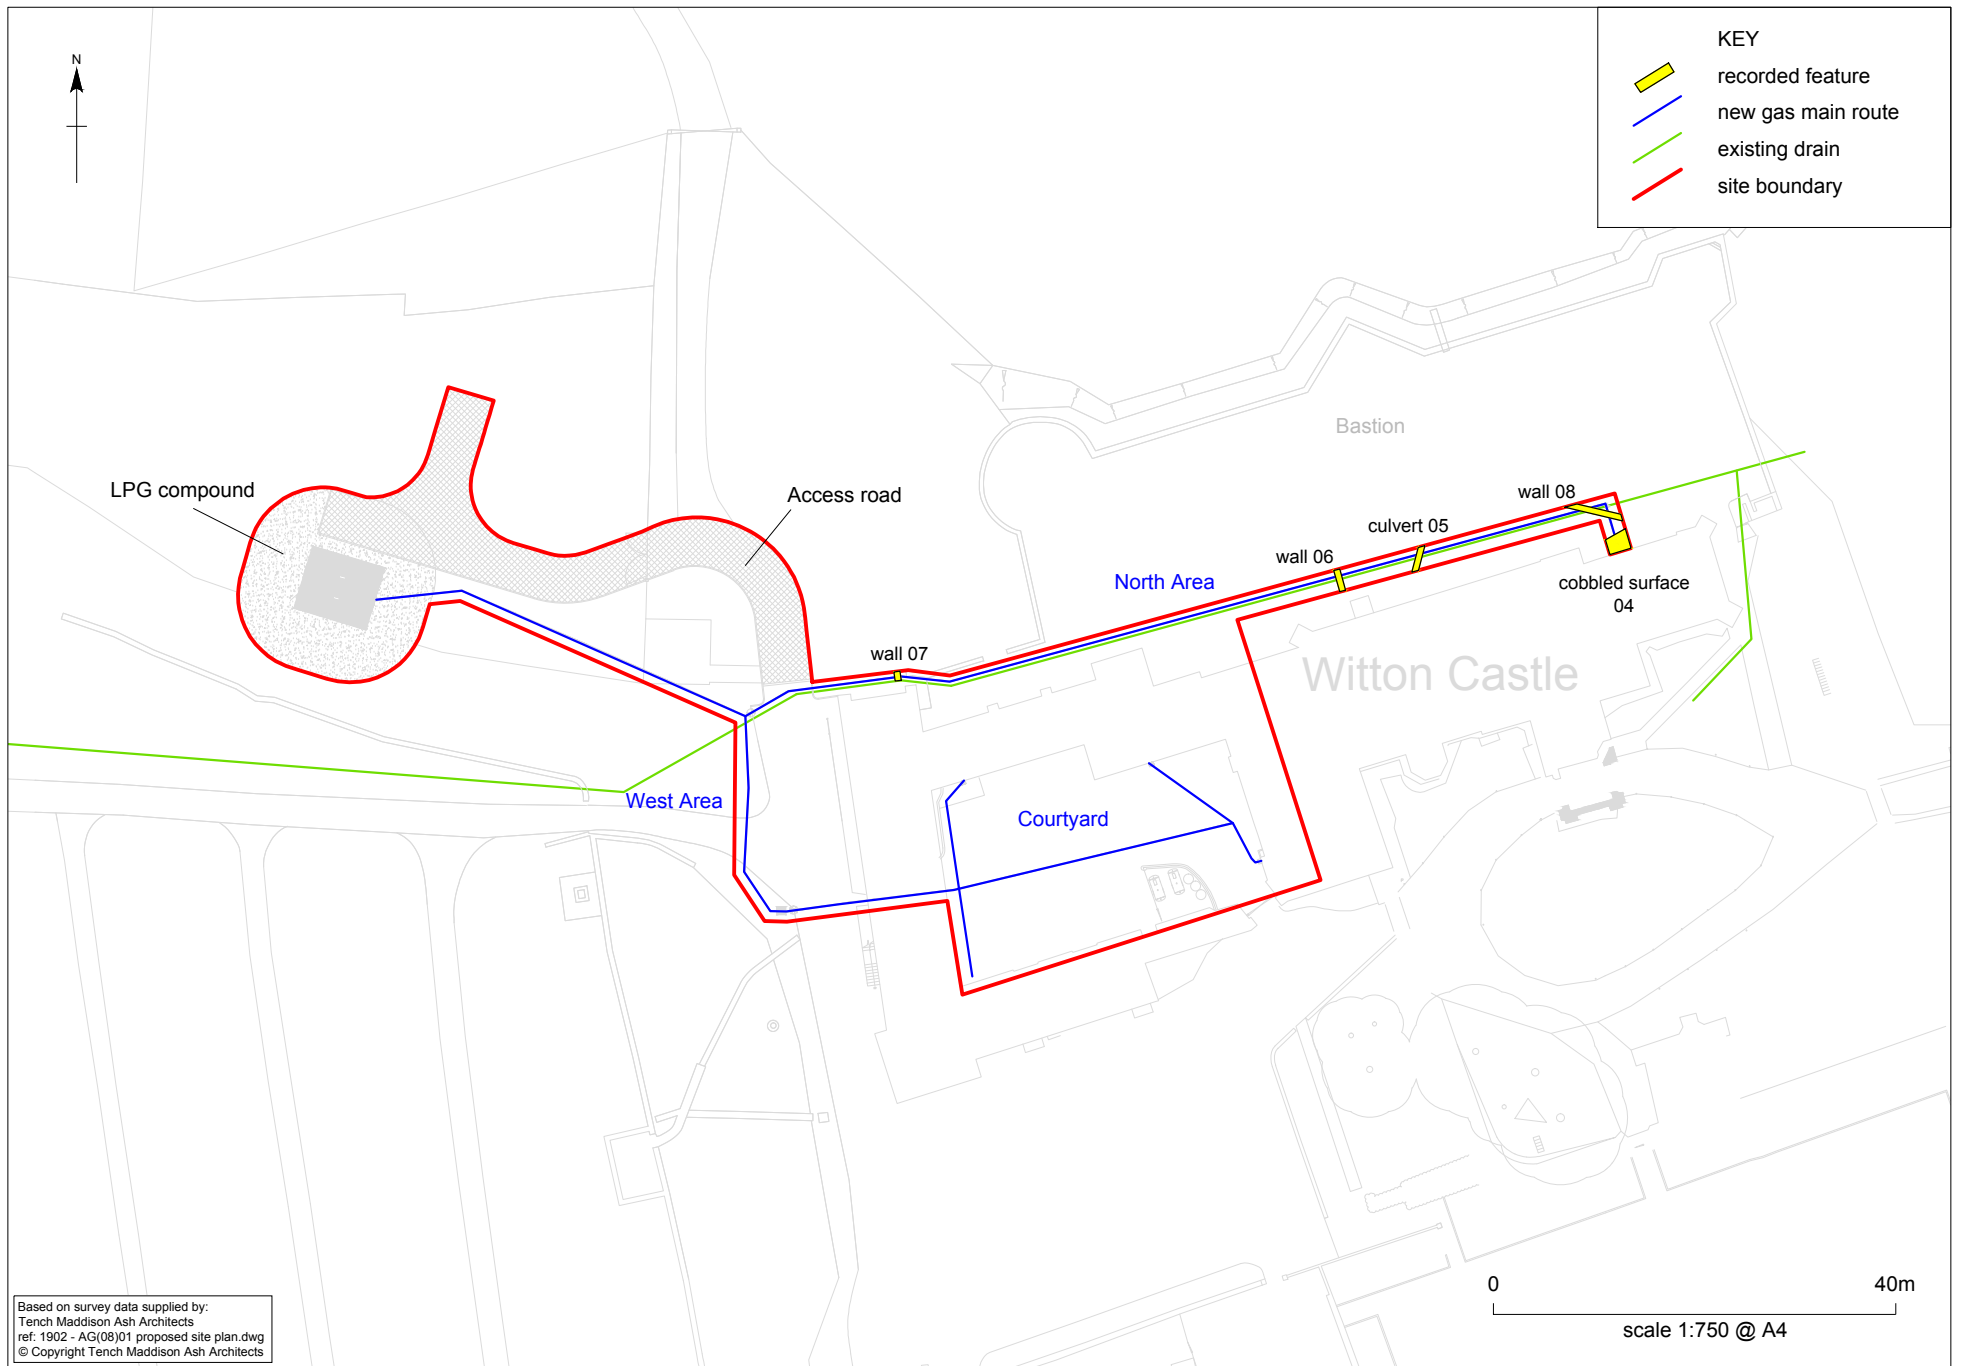 N
KEY
recorded feature
new gas main route
existing drain
site boundary
Bastion
LPG compound
Access road
wall 08
culvert 05
wall 06
North Area
cobbled surface
04
wall 07
Witton Castle
West Area
Courtyard
0 40m
scale 1:750 @ A4
Based on survey data supplied by:
Tench Maddison Ash Architects
ref: 1902 - AG(08)01 proposed site plan.dwg
© Copyright Tench Maddison Ash Architects